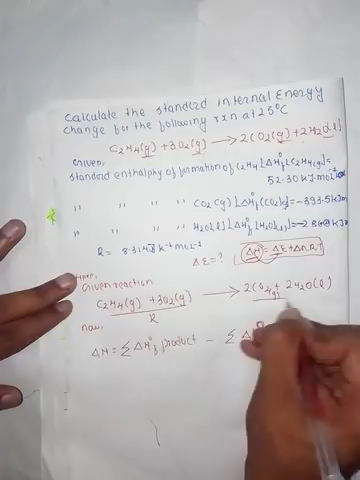 Calculate the standard internal Energy
change for the following rxn at 25°C
C2H4(g) + 3O2(g) → 2CO2(g) + 2H2O(l)
Given,
standard enthalpy of formation of C2H4 [ΔH°f [C2H4(g)] =
52.30 kJ mol-1
" " " CO2(g) [ΔH°f (CO2)g] = -393.5 kJ m
" " " H2O(l) [ΔH°f [H2O](l)] =
R = 8.314 J k-1 mol-1
ΔE = ? ΔH = ΔE + ΔnRT
Given reaction
C2H4(g) + 3O2(g) → 2CO2(g) + 2H2O(l)
R
now,
ΔH = ∑ΔH°f product - ∑Δ